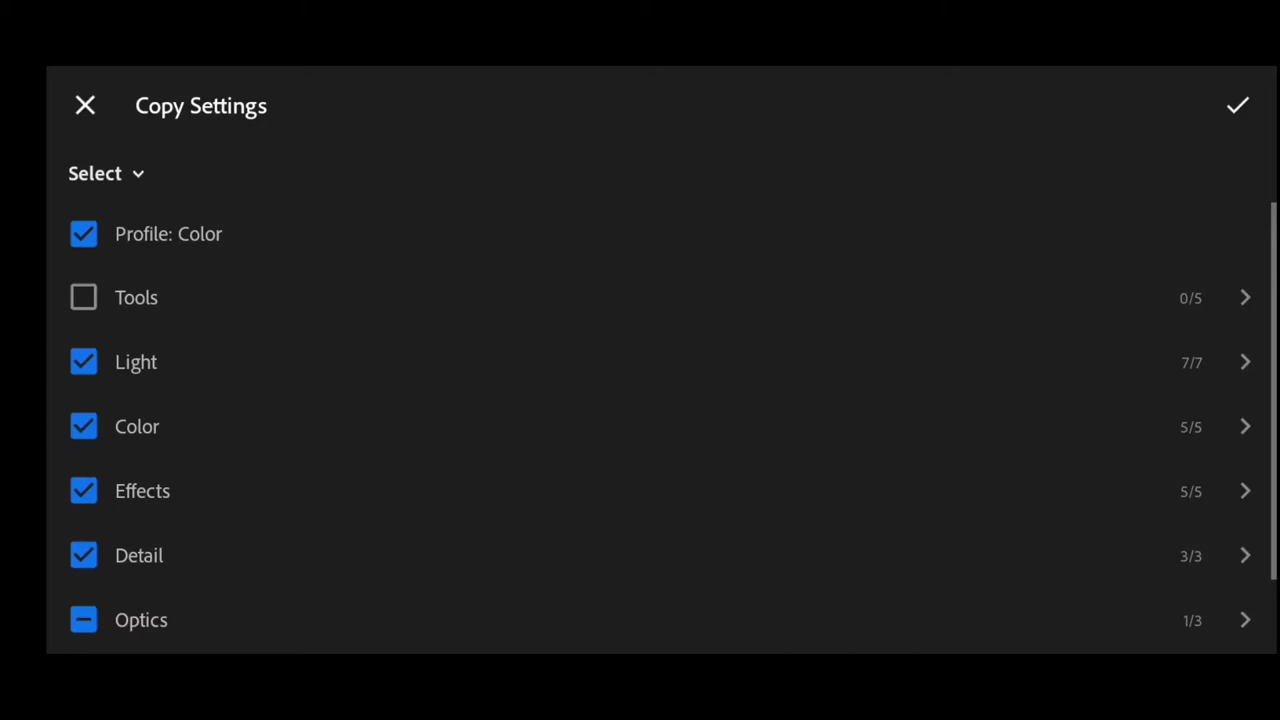 Copy Settings
Select
Profile: Color
Tools 0/5
Light 7/7
Color 5/5
Effects 5/5
Detail 3/3
Optics 1/3